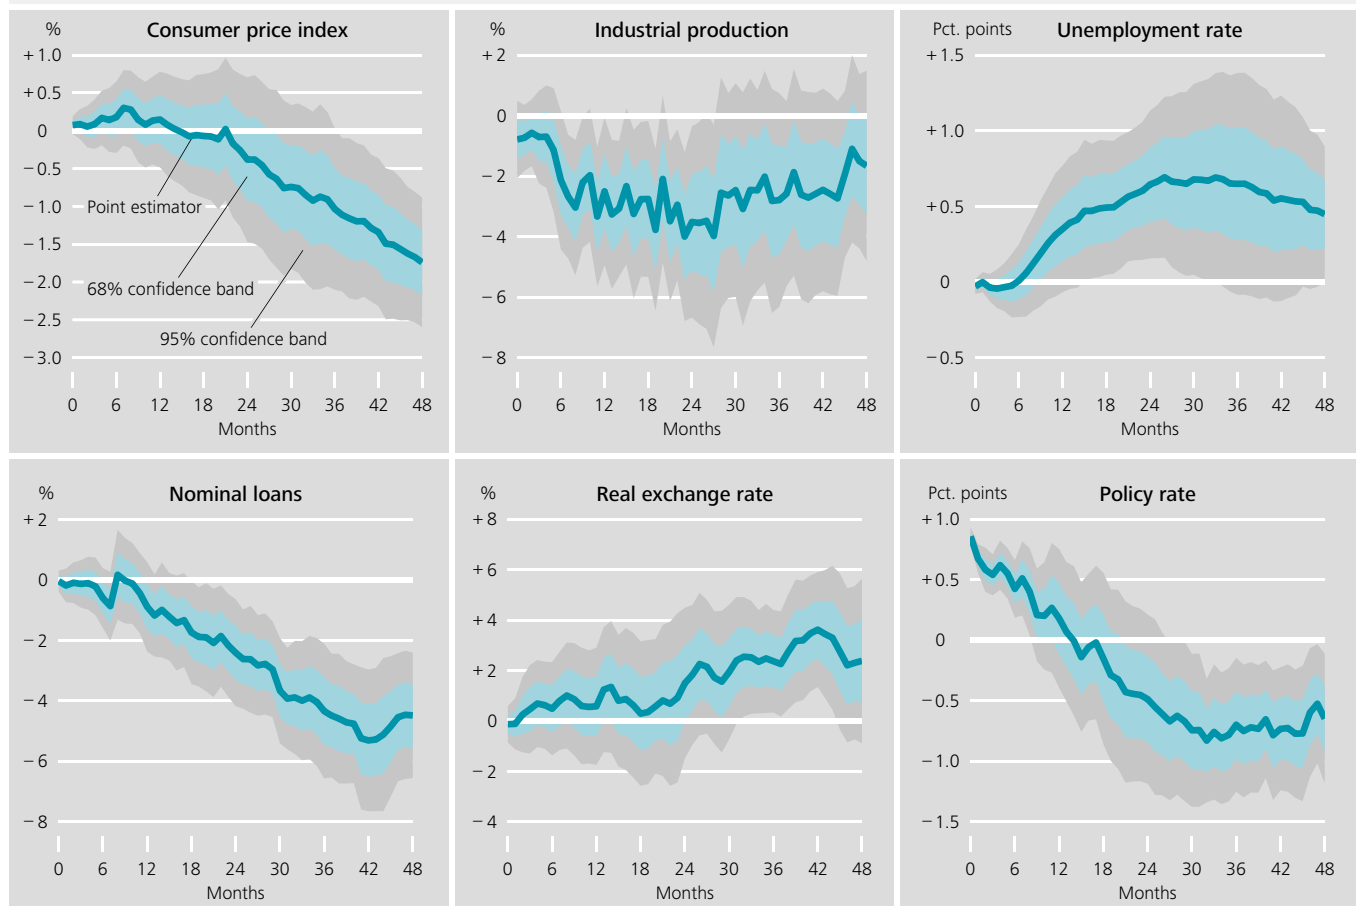 %
Consumer price index
+1.0
+0.5
0
−0.5
−1.0
−1.5
−2.0
−2.5
−3.0
Point estimator
68% confidence band
95% confidence band
0 6 12 18 24 30 36 42 48
Months
%
Industrial production
+2
0
−2
−4
−6
−8
0 6 12 18 24 30 36 42 48
Months
Pct. points
Unemployment rate
+1.5
+1.0
+0.5
0
−0.5
0 6 12 18 24 30 36 42 48
Months
%
Nominal loans
+2
0
−2
−4
−6
−8
0 6 12 18 24 30 36 42 48
Months
%
Real exchange rate
+8
+6
+4
+2
0
−2
−4
0 6 12 18 24 30 36 42 48
Months
Pct. points
Policy rate
+1.0
+0.5
0
−0.5
−1.0
−1.5
0 6 12 18 24 30 36 42 48
Months